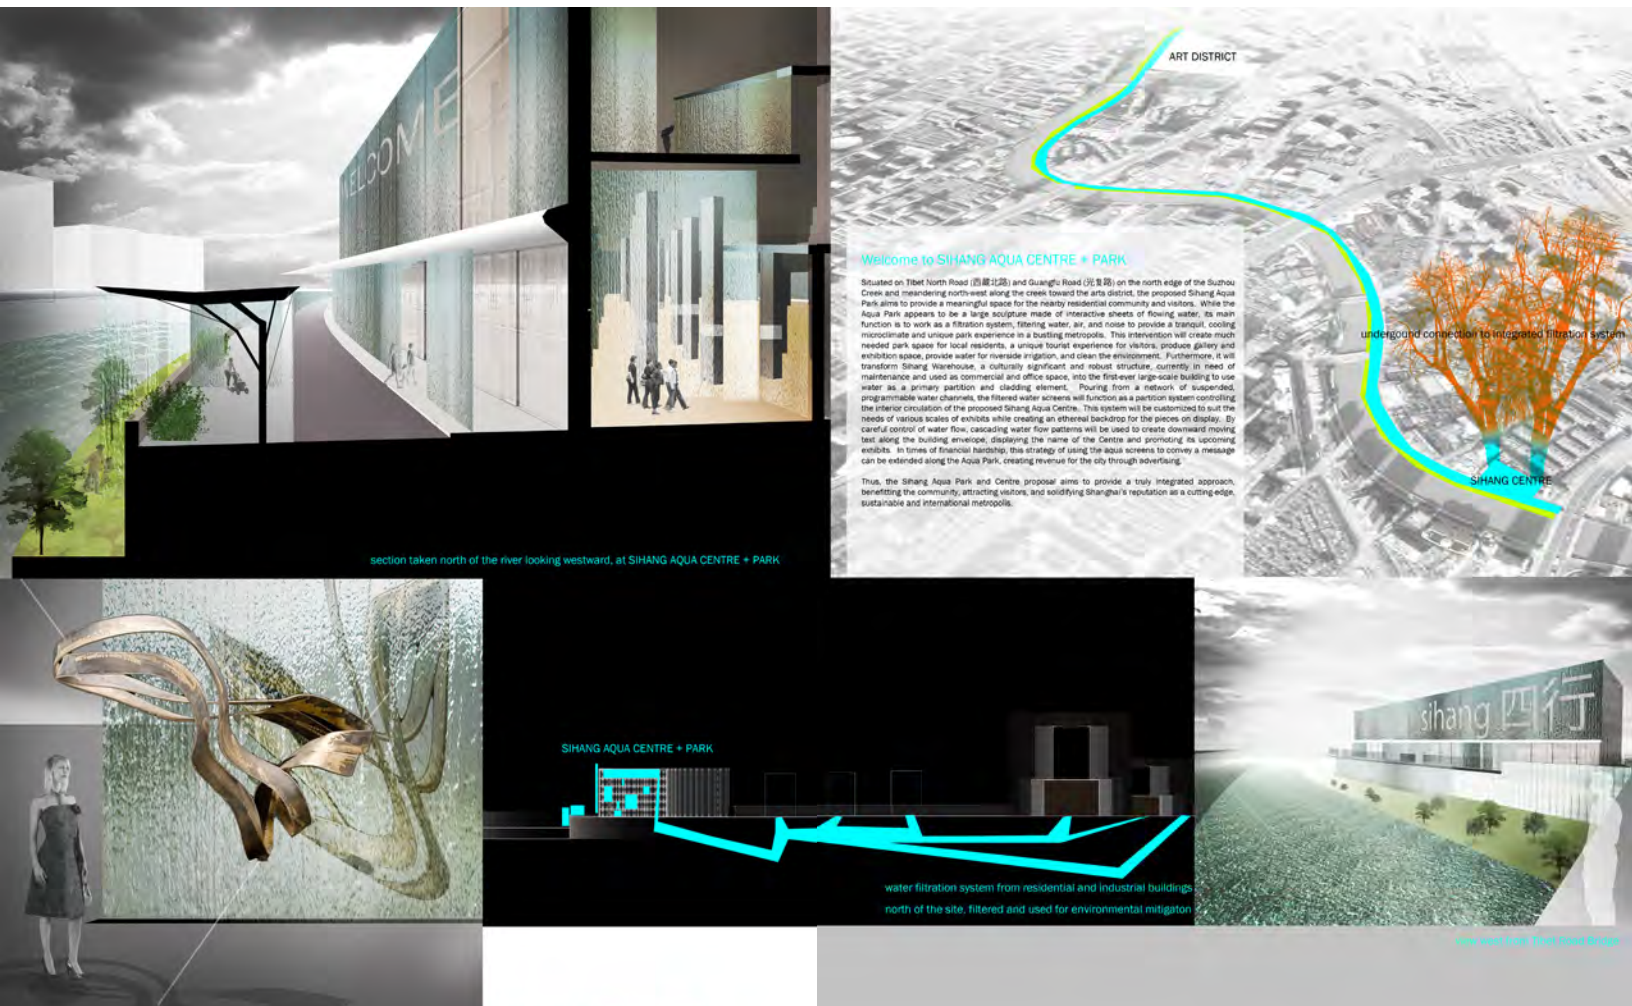 WELCOME
ART DISTRICT
Welcome to SIHANG AQUA CENTRE + PARK
Situated on Tibet North Road (西藏北路) and Guangfu Road (光复路) on the north edge of the Suzhou
Creek and meandering north-west along the creek toward the arts district, the proposed Sihang Aqua
Park aims to provide a meaningful space for the nearby residential community and visitors. While the
Aqua Park appears to be a large sculpture made of interactive sheets of flowing water, its main
function is to work as a filtration system, filtering water, air, and noise to provide a tranquil, cooling
microclimate and unique park experience in a bustling metropolis. This intervention will create much
needed park space for local residents, a unique tourist experience for visitors, produce gallery and
exhibition space, provide water for riverside irrigation, and clean the environment. Furthermore, it will
transform Sihang Warehouse, a culturally significant and robust structure, currently in need of
maintenance and used as commercial and office space, into the first-ever large-scale building to use
water as a primary partition and cladding element. Pouring from a network of suspended,
programmable water channels, the filtered water screens will function as a partition system controlling
the interior circulation of the proposed Sihang Aqua Centre. This system will be customized to suit the
needs of various scales of exhibits while creating an ethereal backdrop for the pieces on display. By
careful control of water flow, cascading water flow patterns will be used to create downward moving
text along the building envelope, displaying the name of the Centre and promoting its upcoming
exhibits. In times of financial hardship, this strategy of using the aqua screens to convey a message
can be extended along the Aqua Park, creating revenue for the city through advertising.
Thus, the Sihang Aqua Park and Centre proposal aims to provide a truly integrated approach,
benefitting the community, attracting visitors, and solidifying Shanghai's reputation as a cutting-edge,
sustainable and international metropolis.
undergound connection to integrated filtration system
SIHANG CENTRE
section taken north of the river looking westward, at SIHANG AQUA CENTRE + PARK
SIHANG AQUA CENTRE + PARK
water filtration system from residential and industrial buildings
north of the site, filtered and used for environmental mitigaton
sihang 四行